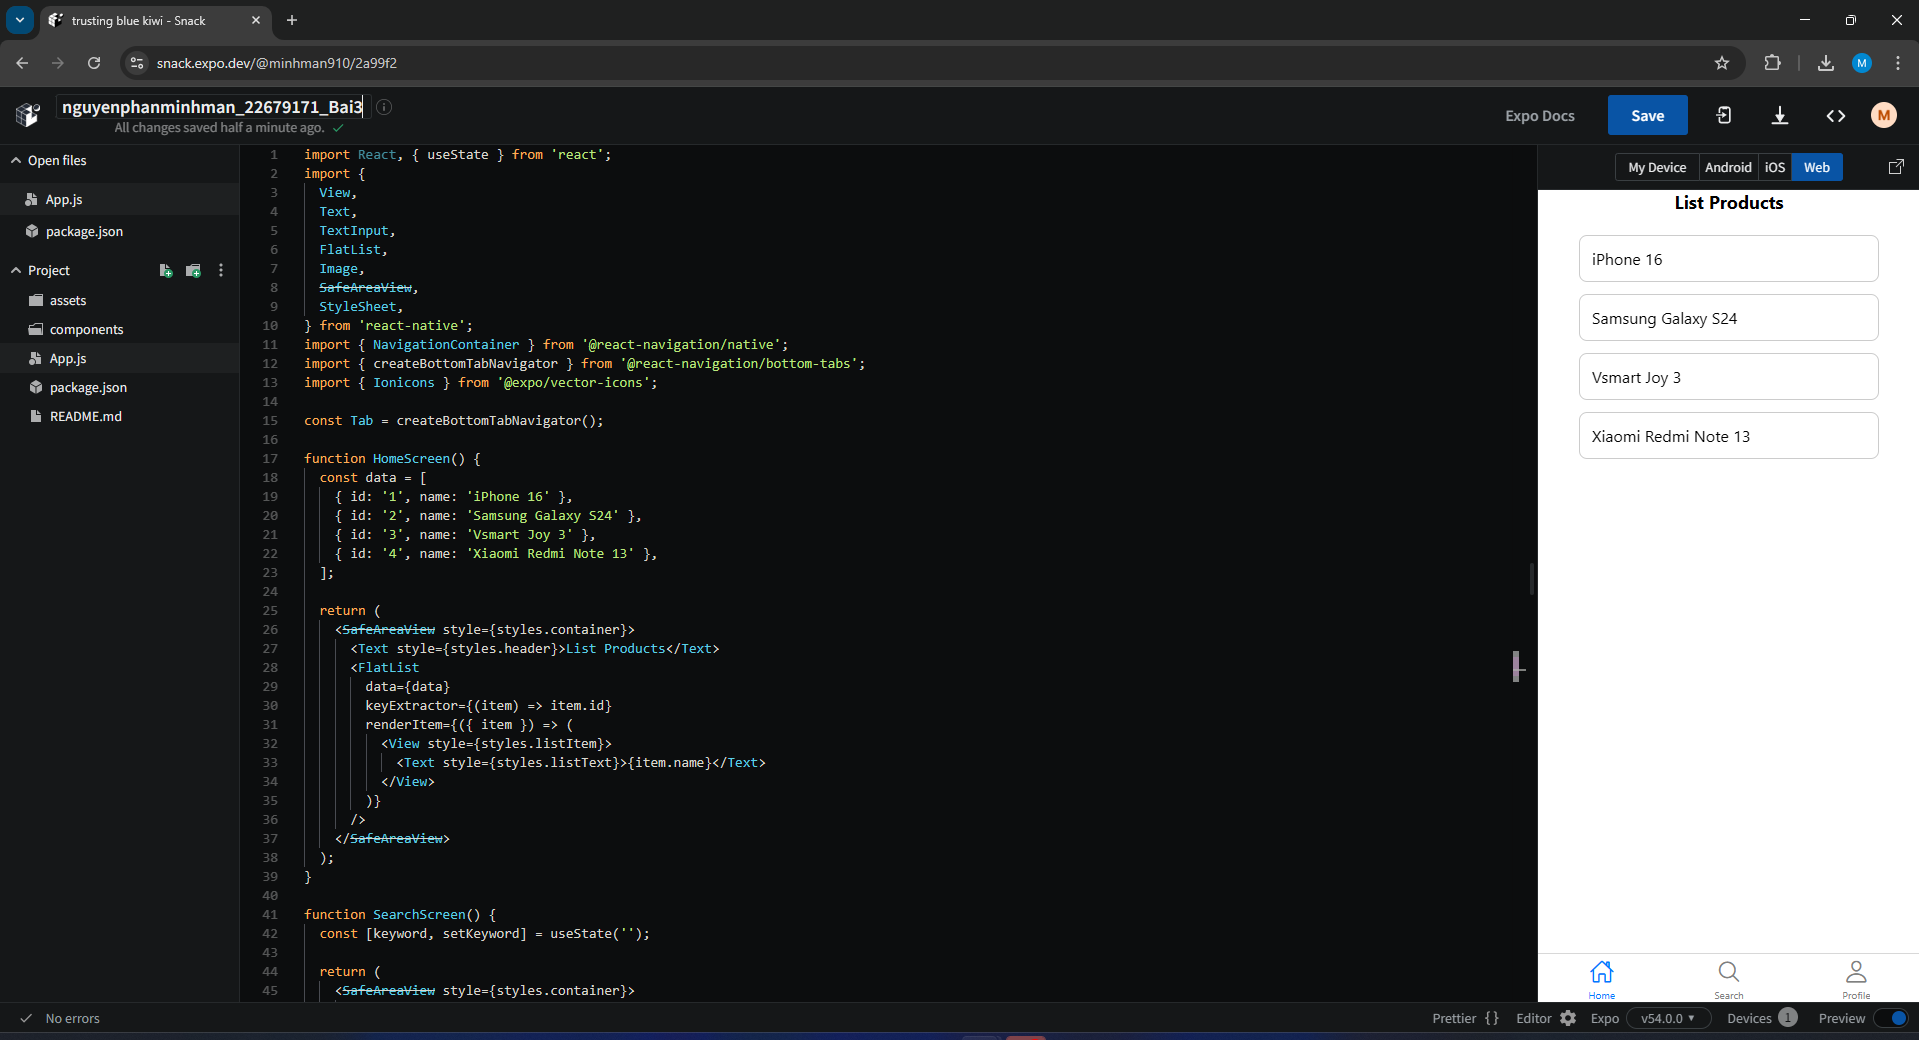 trusting blue kiwi - Snack
snack.expo.dev/@minhman910/2a99f2
M
nguyenphanminhman_22679171_Bai3
All changes saved half a minute ago.
Expo Docs
Save
M
Open files
App.js
package.json
Project
assets
components
App.js
package.json
README.md
1 import React, { useState } from 'react';
2 import {
3 View,
4 Text,
5 TextInput,
6 FlatList,
7 Image,
8 SafeAreaView,
9 StyleSheet,
10 } from 'react-native';
11 import { NavigationContainer } from '@react-navigation/native';
12 import { createBottomTabNavigator } from '@react-navigation/bottom-tabs';
13 import { Ionicons } from '@expo/vector-icons';
14
15 const Tab = createBottomTabNavigator();
16
17 function HomeScreen() {
18 const data = [
19 { id: '1', name: 'iPhone 16' },
20 { id: '2', name: 'Samsung Galaxy S24' },
21 { id: '3', name: 'Vsmart Joy 3' },
22 { id: '4', name: 'Xiaomi Redmi Note 13' },
23 ];
24
25 return (
26 <SafeAreaView style={styles.container}>
27 <Text style={styles.header}>List Products</Text>
28 <FlatList
29 data={data}
30 keyExtractor={(item) => item.id}
31 renderItem={({ item }) => (
32 <View style={styles.listItem}>
33 <Text style={styles.listText}>{item.name}</Text>
34 </View>
35 )}
36 />
37 </SafeAreaView>
38 );
39 }
40
41 function SearchScreen() {
42 const [keyword, setKeyword] = useState('');
43
44 return (
45 <SafeAreaView style={styles.container}>
My Device Android iOS Web
List Products
iPhone 16
Samsung Galaxy S24
Vsmart Joy 3
Xiaomi Redmi Note 13
Home Search Profile
No errors
Prettier {} Editor Expo v54.0.0 Devices 1 Preview